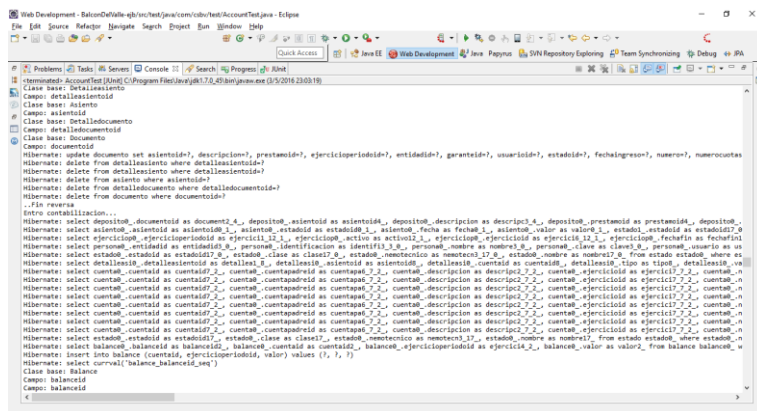 Web Development - BalconDelValle-ejb/src/test/java/com/csbv/test/AccountTest.java - Eclipse
File Edit Source Refactor Navigate Search Project Run Window Help
Quick Access Java EE Web Development Java Papyrus SVN Repository Exploring Team Synchronizing Debug JPA
Problems Tasks Servers Console Search Progress JUnit
<terminated> AccountTest [JUnit] C:\Program Files\Java\jdk1.7.0_45\bin\javaw.exe (3/5/2016 23:03:19)
Clase base: Detalleasiento
Campo: detalleasientoid
Clase base: Asiento
Campo: asientoid
Clase base: Detalledocumento
Campo: detalledocumentoid
Clase base: Documento
Campo: documentoid
Hibernate: update documento set asientoid=?, descripcion=?, prestamoid=?, ejercicioperiodoid=?, entidadid=?, garanteid=?, usuarioid=?, estadoid=?, fechaingreso=?, numero=?, numerocuotas
Hibernate: delete from detalleasiento where detalleasientoid=?
Hibernate: delete from detalleasiento where detalleasientoid=?
Hibernate: delete from asiento where asientoid=?
Hibernate: delete from detalledocumento where detalledocumentoid=?
Hibernate: delete from documento where documentoid=?
..Fin reversa
Entro contabilizacion...
Hibernate: select deposito0_.documentoid as document2_4_, deposito0_.asientoid as asientoid4_, deposito0_.descripcion as descripc3_4_, deposito0_.prestamoid as prestamoid4_, deposito0_.
Hibernate: select asiento0_.asientoid as asientoid0_1_, asiento0_.estadoid as estadoid0_1_, asiento0_.fecha as fecha0_1_, asiento0_.valor as valor0_1_, estado1_.estadoid as estadoid17_0
Hibernate: select ejerciciop0_.ejercicioperiodoid as ejercici1_12_1_, ejerciciop0_.activo as activo12_1_, ejerciciop0_.ejercicioid as ejercici6_12_1_, ejerciciop0_.fechafin as fechafin1
Hibernate: select persona0_.entidadid as entidadid3_0_, persona0_.identificacion as identifi3_3_0_, persona0_.nombre as nombre3_0_, persona0_.clave as clave3_0_, persona0_.usuario as us
Hibernate: select estado0_.estadoid as estadoid17_0_, estado0_.clase as clase17_0_, estado0_.nemotecnico as nemotecn3_17_0_, estado0_.nombre as nombre17_0_ from estado estado0_ where es
Hibernate: select detalleasi0_.detalleasientoid as detallea1_8_, detalleasi0_.asientoid as asientoid8_, detalleasi0_.cuentaid as cuentaid8_, detalleasi0_.tipo as tipo8_, detalleasi0_.va
Hibernate: select cuenta0_.cuentaid as cuentaid7_2_, cuenta0_.cuentapadreid as cuentapa6_7_2_, cuenta0_.descripcion as descripc2_7_2_, cuenta0_.ejercicioid as ejercici7_7_2_, cuenta0_.n
Hibernate: select cuenta0_.cuentaid as cuentaid7_2_, cuenta0_.cuentapadreid as cuentapa6_7_2_, cuenta0_.descripcion as descripc2_7_2_, cuenta0_.ejercicioid as ejercici7_7_2_, cuenta0_.n
Hibernate: select cuenta0_.cuentaid as cuentaid7_2_, cuenta0_.cuentapadreid as cuentapa6_7_2_, cuenta0_.descripcion as descripc2_7_2_, cuenta0_.ejercicioid as ejercici7_7_2_, cuenta0_.n
Hibernate: select cuenta0_.cuentaid as cuentaid7_2_, cuenta0_.cuentapadreid as cuentapa6_7_2_, cuenta0_.descripcion as descripc2_7_2_, cuenta0_.ejercicioid as ejercici7_7_2_, cuenta0_.n
Hibernate: select cuenta0_.cuentaid as cuentaid7_2_, cuenta0_.cuentapadreid as cuentapa6_7_2_, cuenta0_.descripcion as descripc2_7_2_, cuenta0_.ejercicioid as ejercici7_7_2_, cuenta0_.n
Hibernate: select cuenta0_.cuentaid as cuentaid7_2_, cuenta0_.cuentapadreid as cuentapa6_7_2_, cuenta0_.descripcion as descripc2_7_2_, cuenta0_.ejercicioid as ejercici7_7_2_, cuenta0_.n
Hibernate: select cuenta0_.cuentaid as cuentaid7_2_, cuenta0_.cuentapadreid as cuentapa6_7_2_, cuenta0_.descripcion as descripc2_7_2_, cuenta0_.ejercicioid as ejercici7_7_2_, cuenta0_.n
Hibernate: select cuenta0_.cuentaid as cuentaid7_2_, cuenta0_.cuentapadreid as cuentapa6_7_2_, cuenta0_.descripcion as descripc2_7_2_, cuenta0_.ejercicioid as ejercici7_7_2_, cuenta0_.n
Hibernate: select estado0_.estadoid as estadoid17_, estado0_.clase as clase17_, estado0_.nemotecnico as nemotecn3_17_, estado0_.nombre as nombre17_ from estado estado0_ where estado0_.n
Hibernate: select balance0_.balanceid as balanceid2_, balance0_.cuentaid as cuentaid2_, balance0_.ejercicioperiodoid as ejercici4_2_, balance0_.valor as valor2_ from balance balance0_ w
Hibernate: insert into balance (cuentaid, ejercicioperiodoid, valor) values (?, ?, ?)
Hibernate: select currval('balance_balanceid_seq')
Clase base: Balance
Campo: balanceid
Campo: balanceid